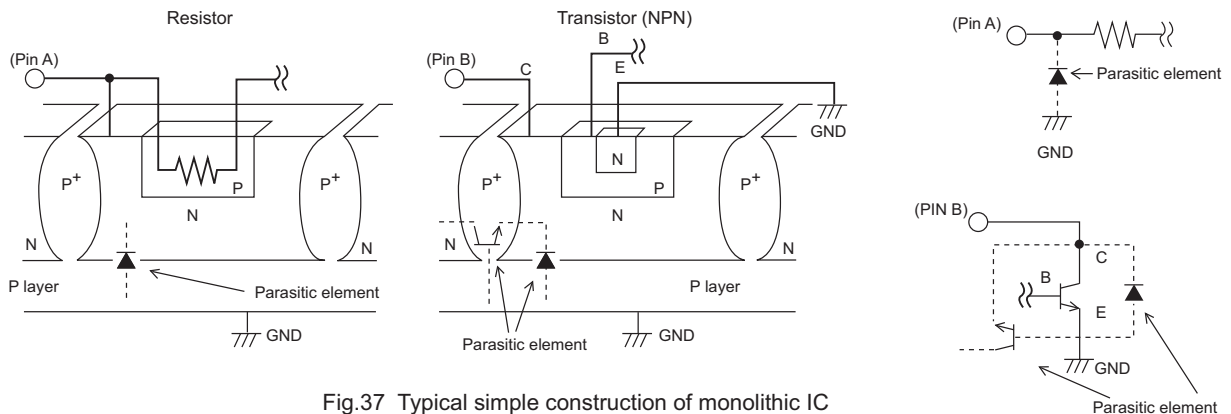 Resistor
(Pin A)
P+
P+
P
N
N
N
P layer
Parasitic element
GND
Transistor (NPN)
(Pin B)
C
B
E
GND
N
P+
P+
P
N
N
N
P layer
Parasitic element
GND
(Pin A)
Parasitic element
GND
(PIN B)
C
B
E
GND
Parasitic element
Fig.37 Typical simple construction of monolithic IC